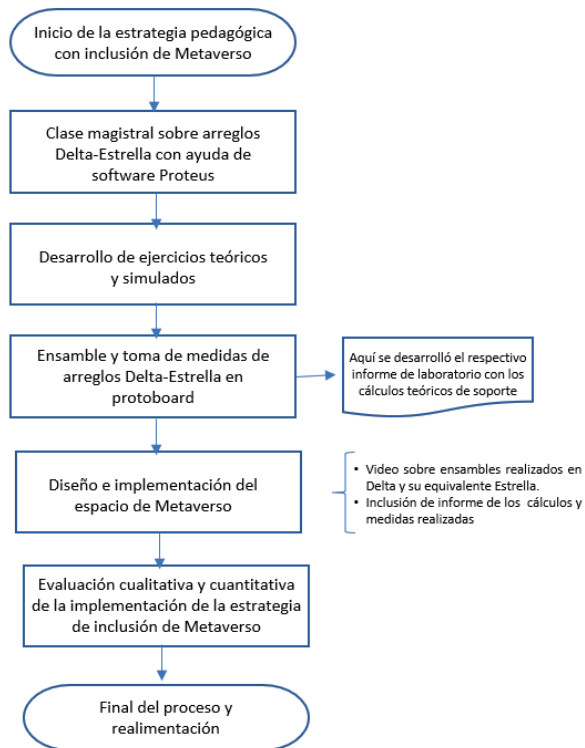 Inicio de la estrategia pedagógica
con inclusión de Metaverso
Clase magistral sobre arreglos
Delta-Estrella con ayuda de
software Proteus
Desarrollo de ejercicios teóricos
y simulados
Ensamble y toma de medidas de
arreglos Delta-Estrella en
protoboard
Aquí se desarrolló el respectivo
informe de laboratorio con los
cálculos teóricos de soporte
Diseño e implementación del
espacio de Metaverso
• Video sobre ensambles realizados en
Delta y su equivalente Estrella.
• Inclusión de informe de los cálculos y
medidas realizadas
Evaluación cualitativa y cuantitativa
de la implementación de la estrategia
de inclusión de Metaverso
Final del proceso y
realimentación